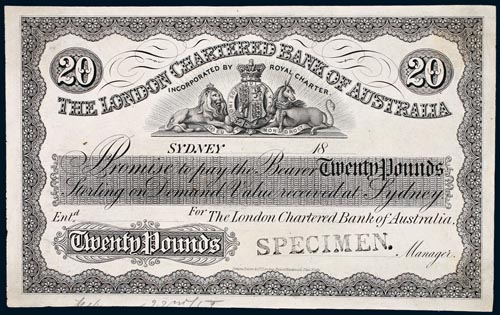 20 THE LONDON CHARTERED BANK OF AUSTRALIA 20
INCORPORATED BY ROYAL CHARTER.
SYDNEY 18
Promise to pay the Bearer Twenty Pounds
Sterling on Demand Value received at Sydney
For The London Chartered Bank of Australia,
Entd.
Twenty Pounds SPECIMEN. Manager.